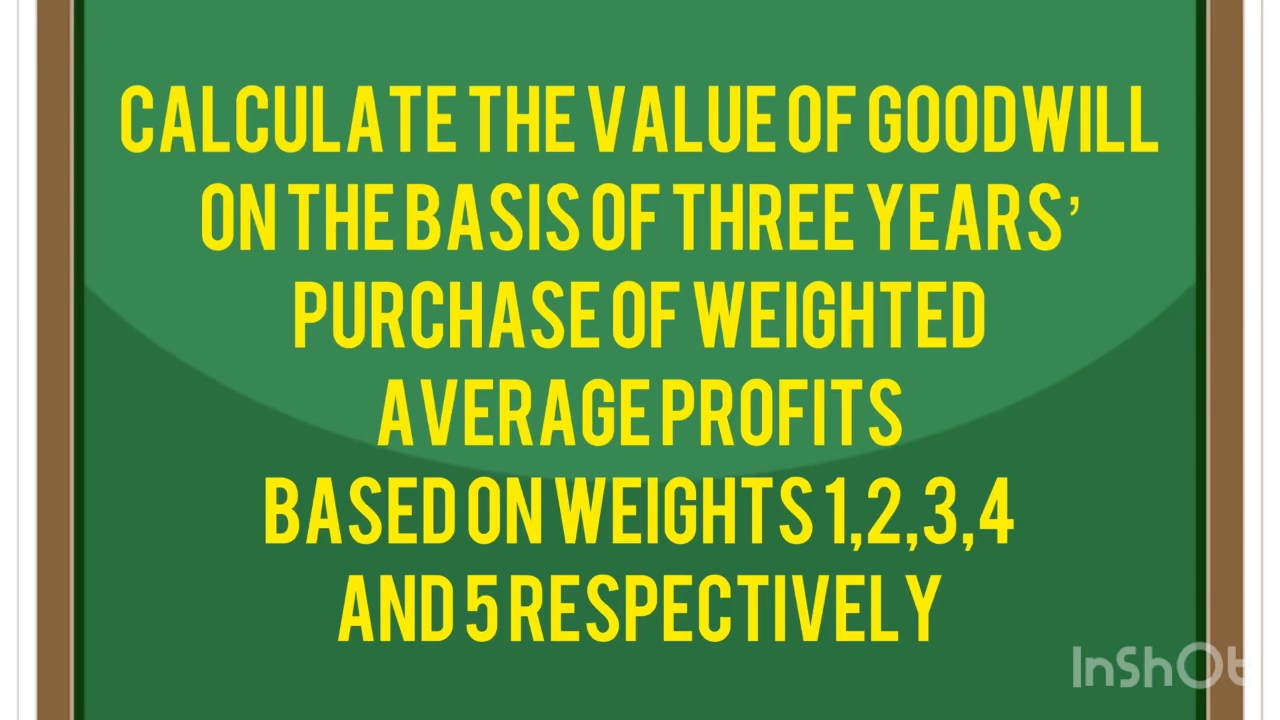 CALCULATE THE VALUE OF GOODWILL
ON THE BASIS OF THREE YEARS’
PURCHASE OF WEIGHTED
AVERAGE PROFITS
BASED ON WEIGHTS 1,2,3,4
AND 5 RESPECTIVELY
InShOt